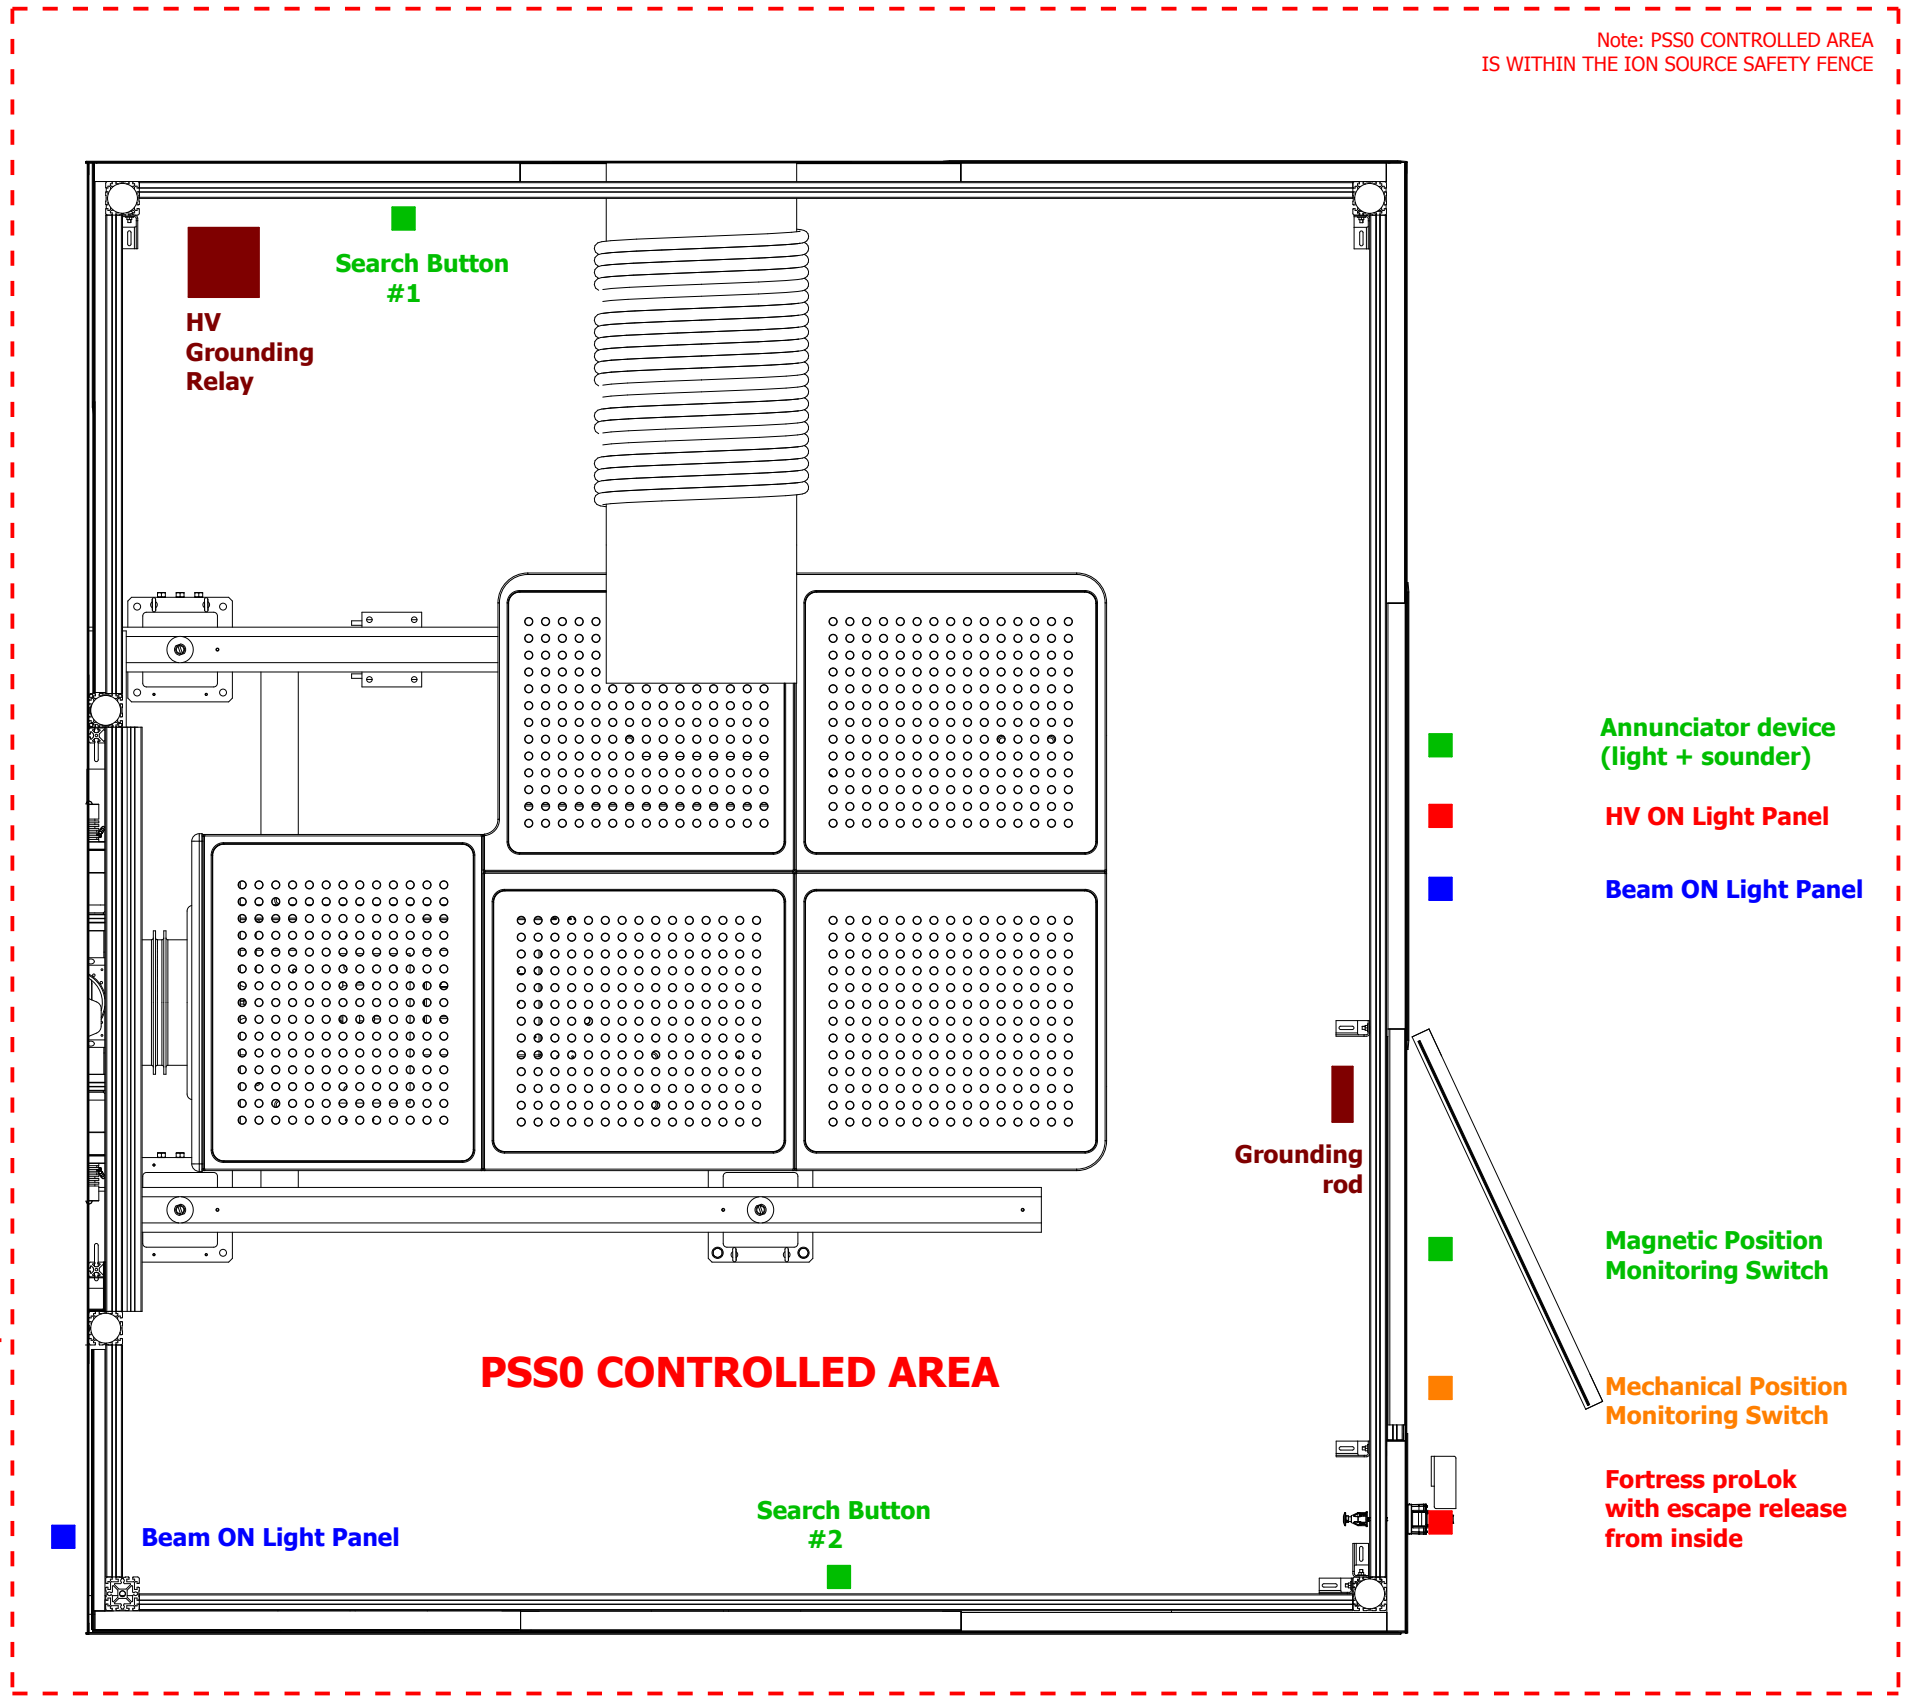 Note: PSS0 CONTROLLED AREA
IS WITHIN THE ION SOURCE SAFETY FENCE
Search Button
#1
HV
Grounding
Relay
Annunciator device
(light + sounder)
HV ON Light Panel
Beam ON Light Panel
Grounding
rod
Magnetic Position
Monitoring Switch
PSS0 CONTROLLED AREA
Mechanical Position
Monitoring Switch
Fortress proLok
with escape release
from inside
Search Button
#2
Beam ON Light Panel